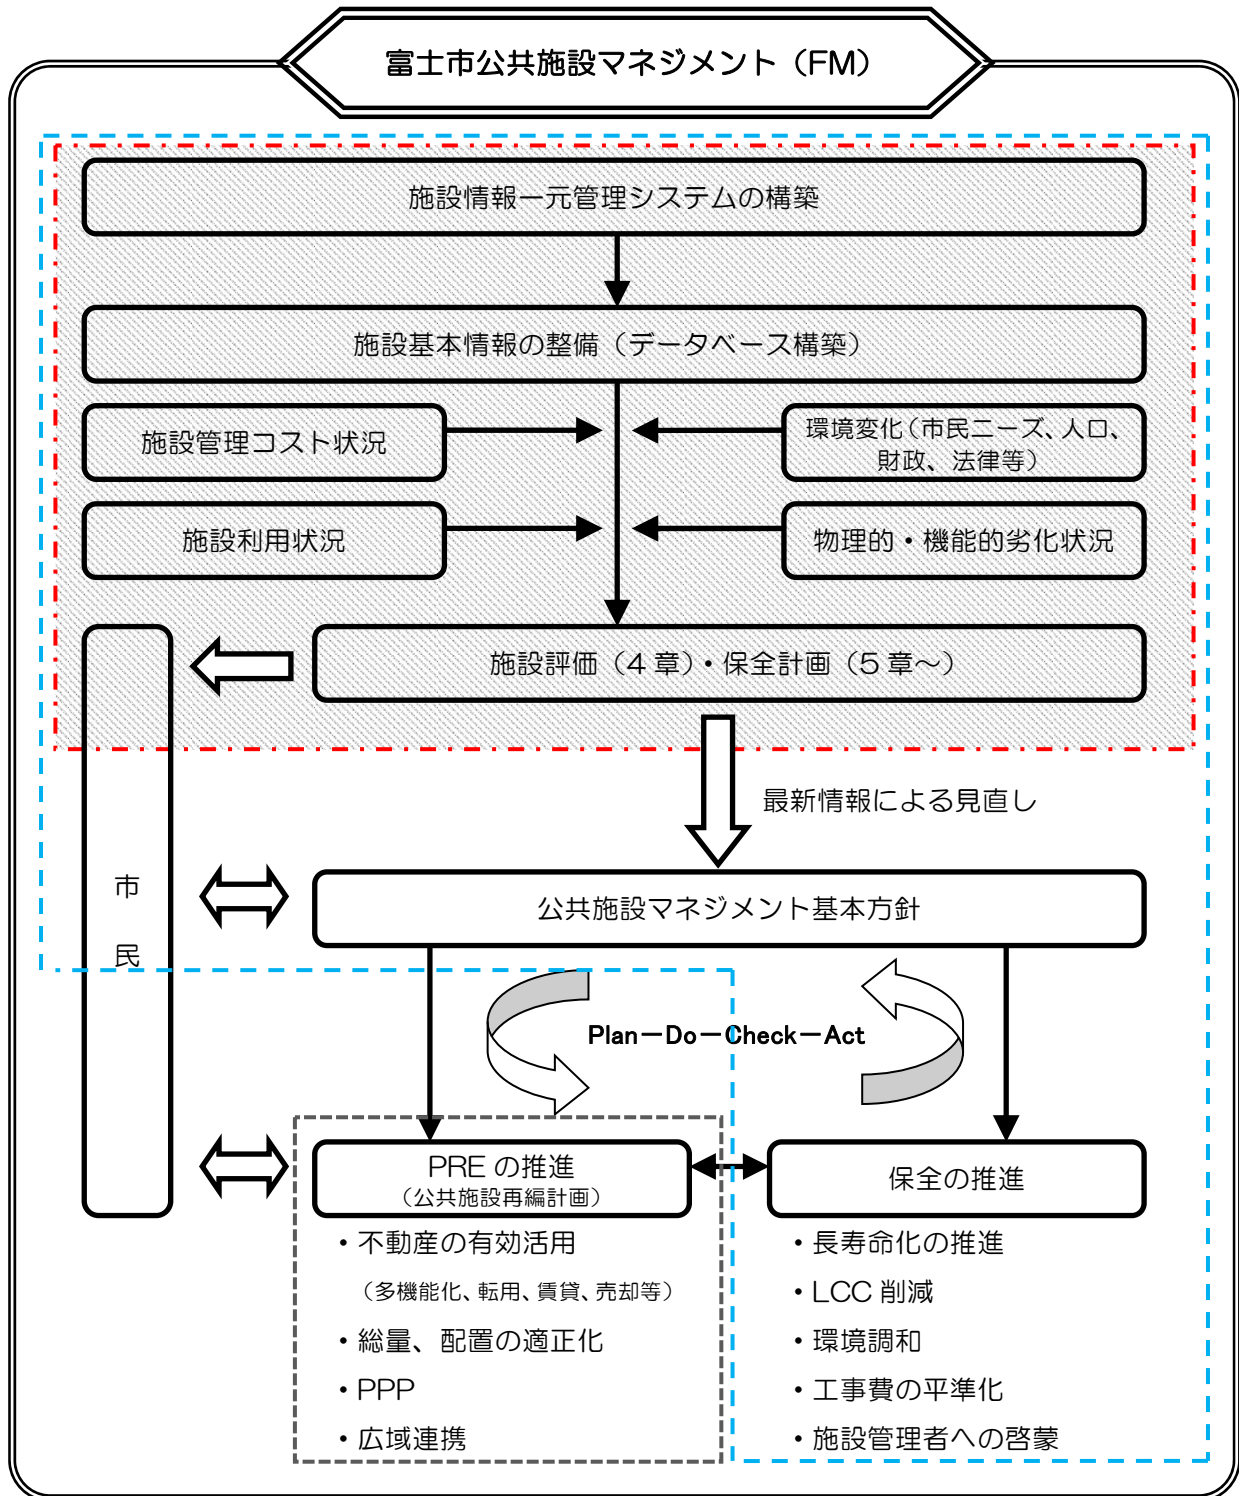 富士市公共施設マネジメント（FM）
施設情報一元管理システムの構築
施設基本情報の整備（データベース構築）
施設管理コスト状況
環境変化（市民ニーズ、人口、
財政、法律等）
施設利用状況
物理的・機能的劣化状況
施設評価（4 章）・保全計画（5 章～）
最新情報による見直し
市
民
公共施設マネジメント基本方針
Plan－Do－Check－Act
PRE の推進
（公共施設再編計画）
・不動産の有効活用
（多機能化、転用、賃貸、売却等）
・総量、配置の適正化
・PPP
・広域連携
保全の推進
・長寿命化の推進
・LCC 削減
・環境調和
・工事費の平準化
・施設管理者への啓蒙